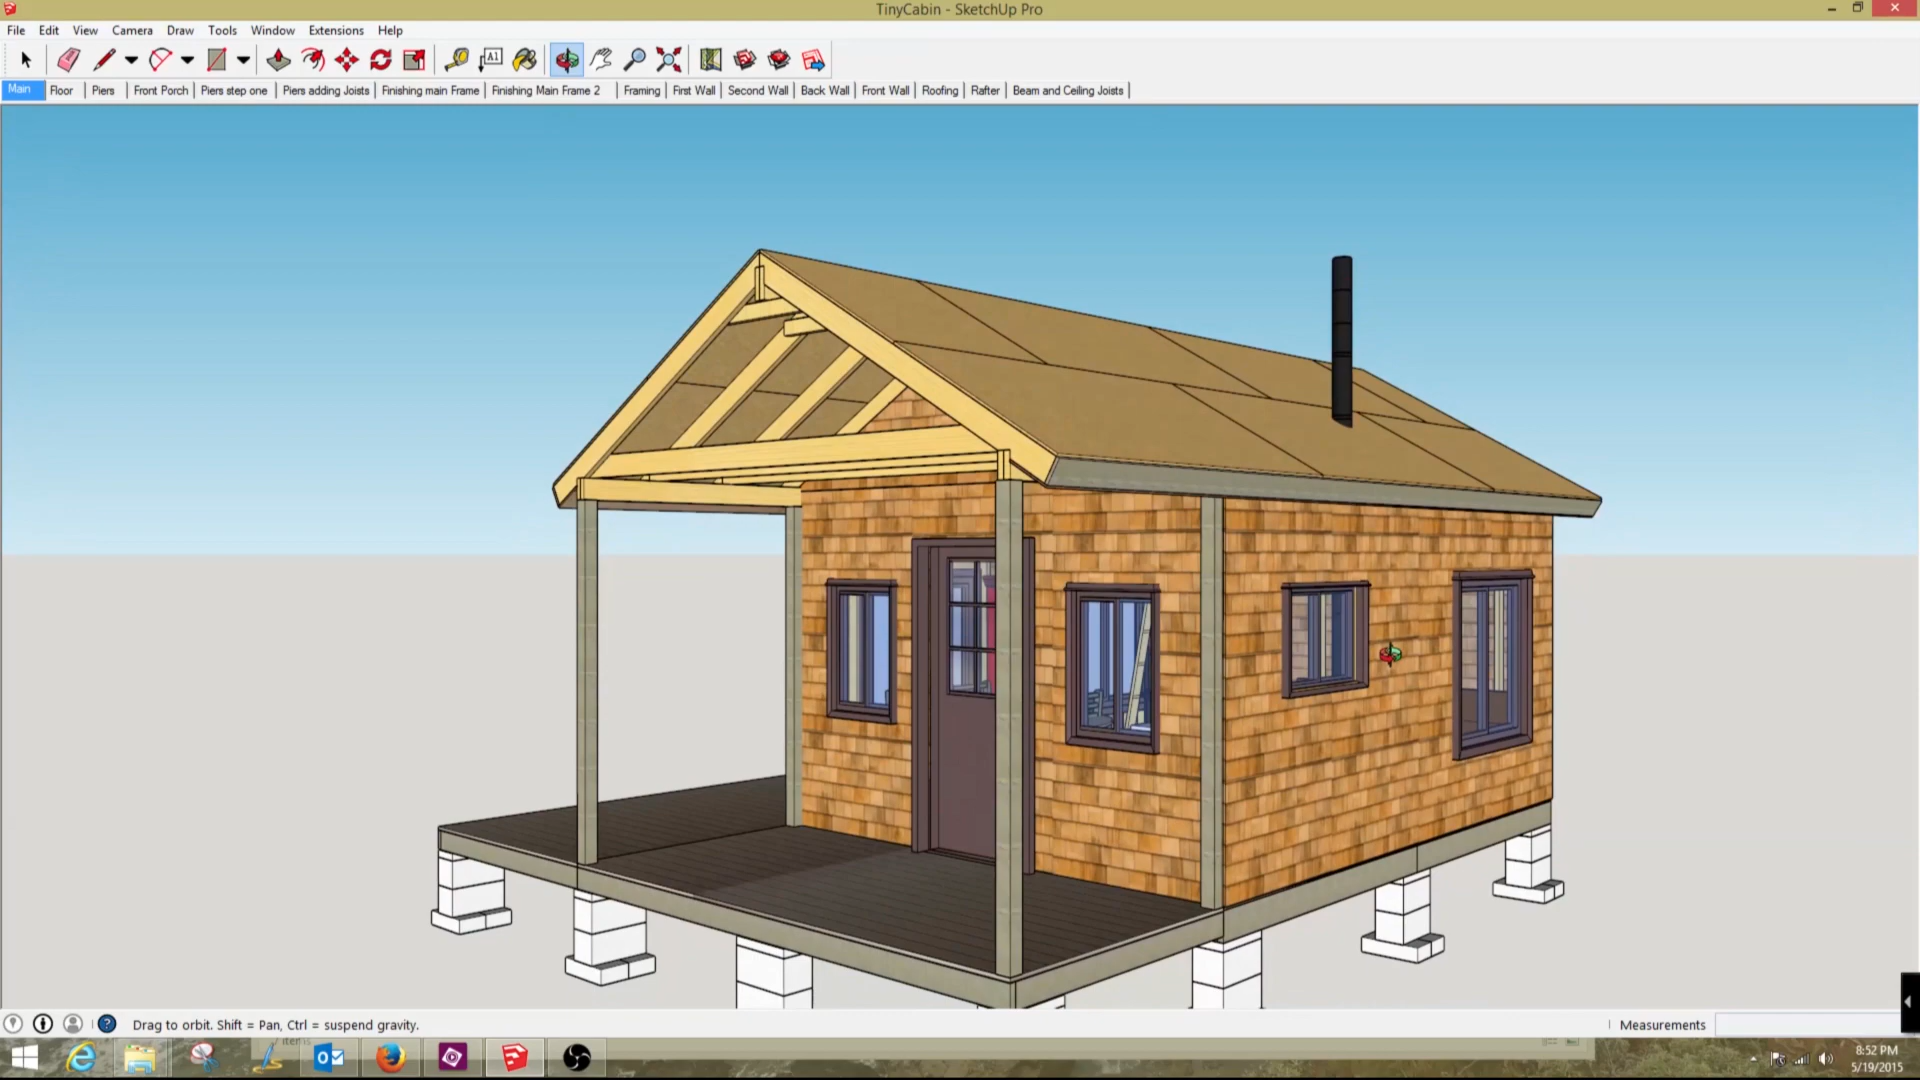 TinyCabin - SketchUp Pro
File Edit View Camera Draw Tools Window Extensions Help
A1
Main Floor Piers Front Porch Piers step one Piers adding Joists Finishing main Frame Finishing Main Frame 2 Framing First Wall Second Wall Back Wall Front Wall Roofing Rafter Beam and Ceiling Joists
Drag to orbit. Shift = Pan, Ctrl = suspend gravity.
Measurements
items
8:52 PM
5/19/2015